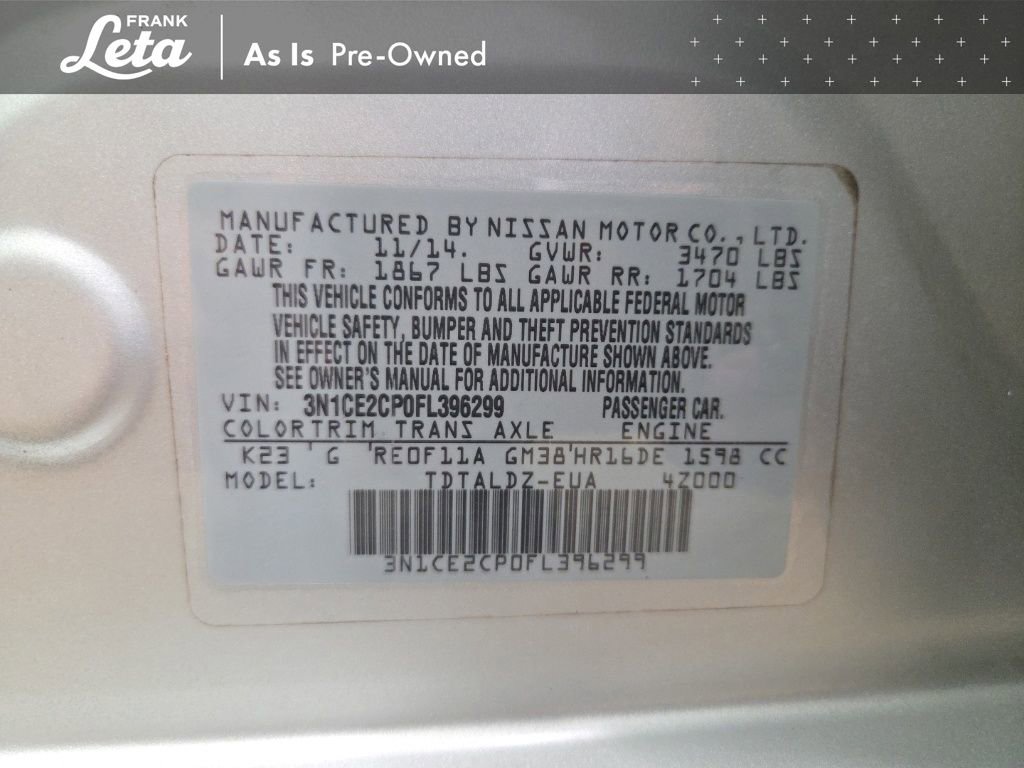 FRANK
Leta
As Is Pre-Owned
MANUFACTURED BY NISSAN MOTOR CO., LTD.
DATE: 11/14. GVWR: 3470 LBS
GAWR FR: 1867 LBS GAWR RR: 1704 LBS
THIS VEHICLE CONFORMS TO ALL APPLICABLE FEDERAL MOTOR
VEHICLE SAFETY, BUMPER AND THEFT PREVENTION STANDARDS
IN EFFECT ON THE DATE OF MANUFACTURE SHOWN ABOVE.
SEE OWNER'S MANUAL FOR ADDITIONAL INFORMATION.
VIN: 3N1CE2CP0FL396299 PASSENGER CAR.
COLORTRIM TRANS AXLE ENGINE
K23 'G 'RE0F11A GM38'HR16DE 1598 CC
MODEL: TDTALDZ-EUA 4Z000
3N1CE2CP0FL396299